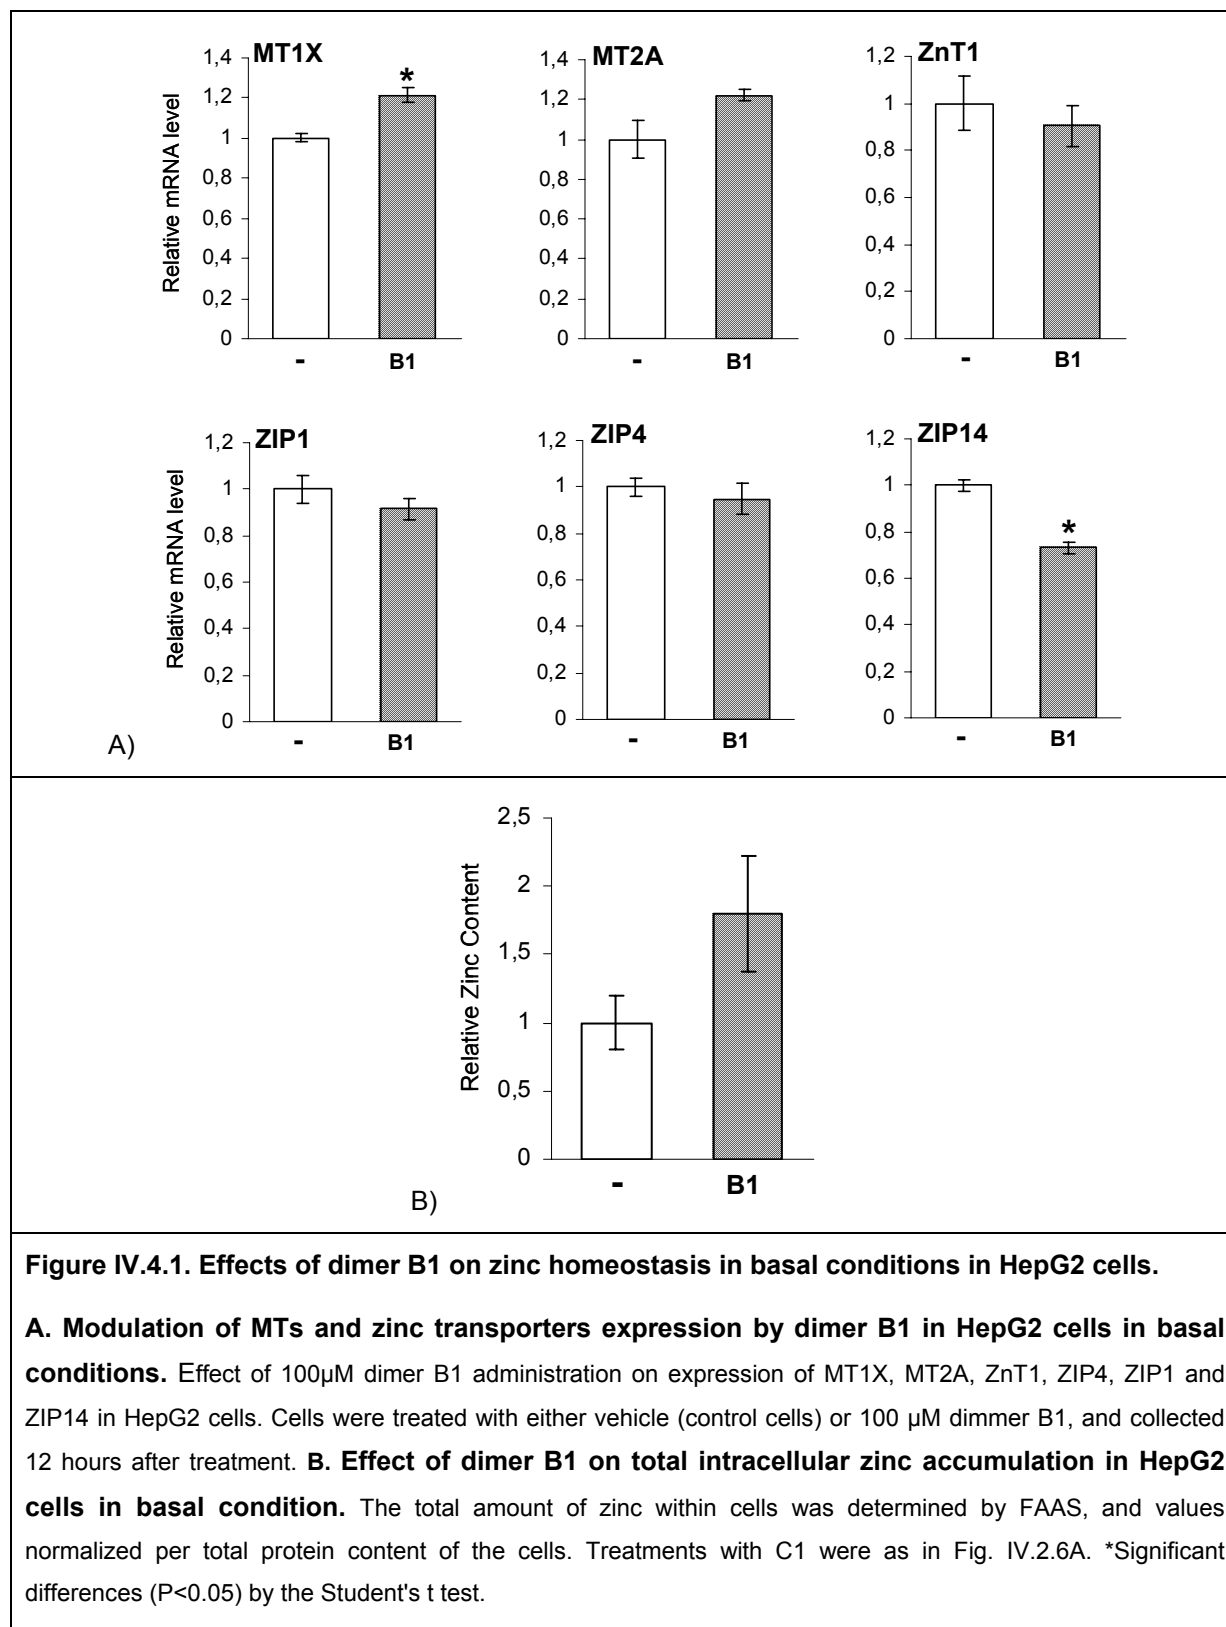 MT1X
Relative mRNA level
1,4
1,2
1
0,8
0,6
0,4
0,2
0
*
-
B1
MT2A
1,4
1,2
1
0,8
0,6
0,4
0,2
0
-
B1
ZnT1
1,2
1
0,8
0,6
0,4
0,2
0
-
B1
ZIP1
Relative mRNA level
1,2
1
0,8
0,6
0,4
0,2
0
-
B1
ZIP4
1,2
1
0,8
0,6
0,4
0,2
0
-
B1
ZIP14
1,2
1
0,8
0,6
0,4
0,2
0
*
-
B1
A)
Relative Zinc Content
2,5
2
1,5
1
0,5
0
-
B1
B)
Figure IV.4.1. Effects of dimer B1 on zinc homeostasis in basal conditions in HepG2 cells.
A. Modulation of MTs and zinc transporters expression by dimer B1 in HepG2 cells in basal
conditions. Effect of 100µM dimer B1 administration on expression of MT1X, MT2A, ZnT1, ZIP4, ZIP1 and
ZIP14 in HepG2 cells. Cells were treated with either vehicle (control cells) or 100 µM dimmer B1, and collected
12 hours after treatment. B. Effect of dimer B1 on total intracellular zinc accumulation in HepG2
cells in basal condition. The total amount of zinc within cells was determined by FAAS, and values
normalized per total protein content of the cells. Treatments with C1 were as in Fig. IV.2.6A. *Significant
differences (P<0.05) by the Student's t test.